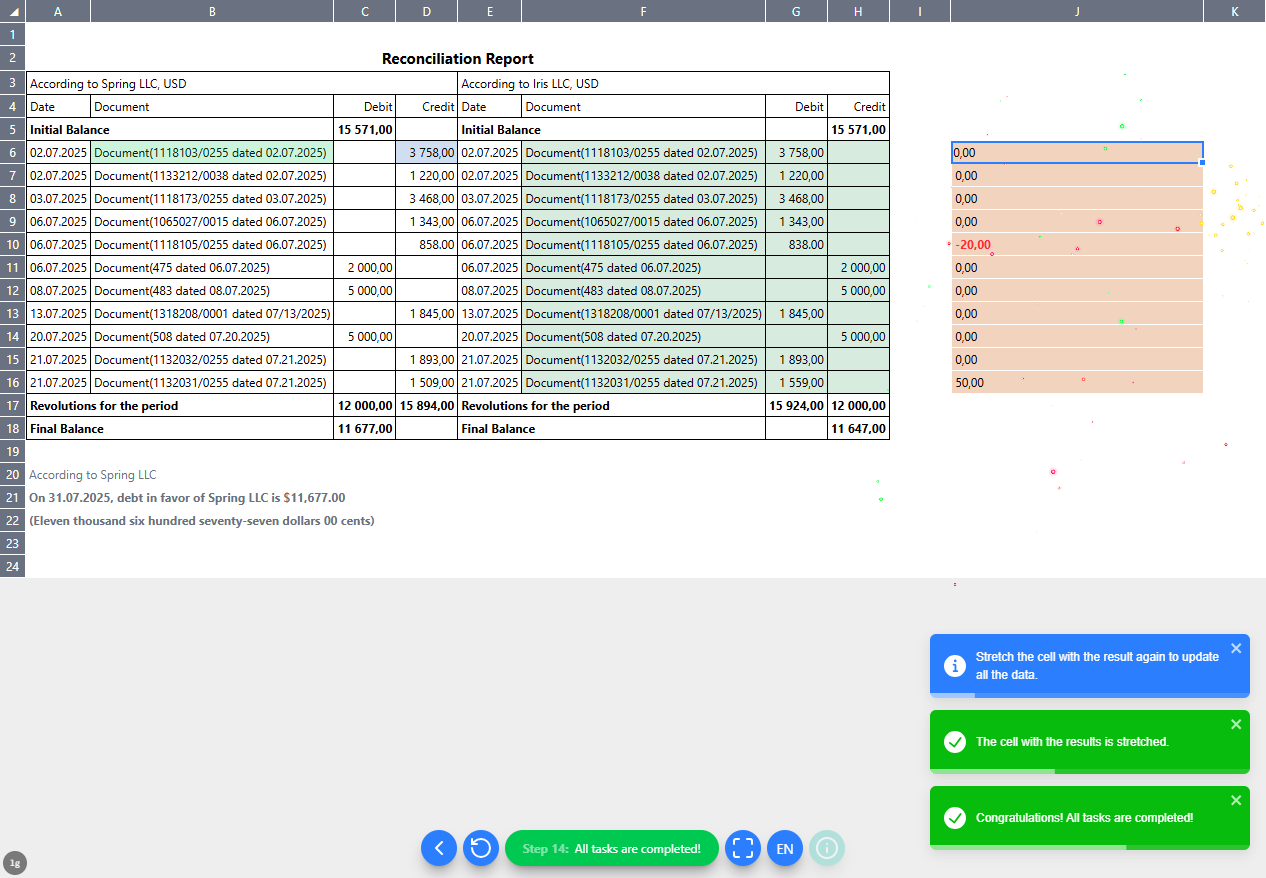 A B C D E F G H I J K
1
2 Reconciliation Report
3 According to Spring LLC, USD According to Iris LLC, USD
4 Date Document Debit Credit Date Document Debit Credit
5 Initial Balance 15 571,00 Initial Balance 15 571,00
6 02.07.2025 Document(1118103/0255 dated 02.07.2025) 3 758,00 02.07.2025 Document(1118103/0255 dated 02.07.2025) 3 758,00 0,00
7 02.07.2025 Document(1133212/0038 dated 02.07.2025) 1 220,00 02.07.2025 Document(1133212/0038 dated 02.07.2025) 1 220,00 0,00
8 03.07.2025 Document(1118173/0255 dated 03.07.2025) 3 468,00 03.07.2025 Document(1118173/0255 dated 03.07.2025) 3 468,00 0,00
9 06.07.2025 Document(1065027/0015 dated 06.07.2025) 1 343,00 06.07.2025 Document(1065027/0015 dated 06.07.2025) 1 343,00 0,00
10 06.07.2025 Document(1118105/0255 dated 06.07.2025) 858.00 06.07.2025 Document(1118105/0255 dated 06.07.2025) 838.00 -20,00
11 06.07.2025 Document(475 dated 06.07.2025) 2 000,00 06.07.2025 Document(475 dated 06.07.2025) 2 000,00 0,00
12 08.07.2025 Document(483 dated 08.07.2025) 5 000,00 08.07.2025 Document(483 dated 08.07.2025) 5 000,00 0,00
13 13.07.2025 Document(1318208/0001 dated 07/13/2025) 1 845,00 13.07.2025 Document(1318208/0001 dated 07/13/2025) 1 845,00 0,00
14 20.07.2025 Document(508 dated 07.20.2025) 5 000,00 20.07.2025 Document(508 dated 07.20.2025) 5 000,00 0,00
15 21.07.2025 Document(1132032/0255 dated 07.21.2025) 1 893,00 21.07.2025 Document(1132032/0255 dated 07.21.2025) 1 893,00 0,00
16 21.07.2025 Document(1132031/0255 dated 07.21.2025) 1 509,00 21.07.2025 Document(1132031/0255 dated 07.21.2025) 1 559,00 50,00
17 Revolutions for the period 12 000,00 15 894,00 Revolutions for the period 15 924,00 12 000,00
18 Final Balance 11 677,00 Final Balance 11 647,00
19
20 According to Spring LLC
21 On 31.07.2025, debt in favor of Spring LLC is $11,677.00
22 (Eleven thousand six hundred seventy-seven dollars 00 cents)
23
24
Stretch the cell with the result again to update
all the data.
The cell with the results is stretched.
Congratulations! All tasks are completed!
Step 14: All tasks are completed!
EN
1g